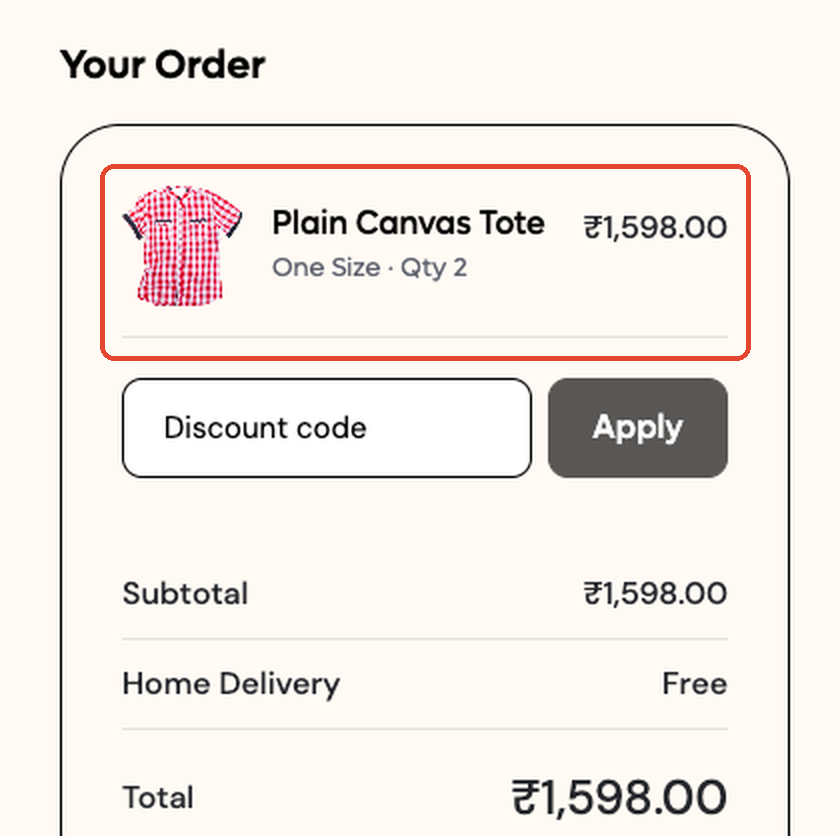 Your Order
Plain Canvas Tote ₹1,598.00
One Size · Qty 2
Discount code Apply
Subtotal ₹1,598.00
Home Delivery Free
Total ₹1,598.00